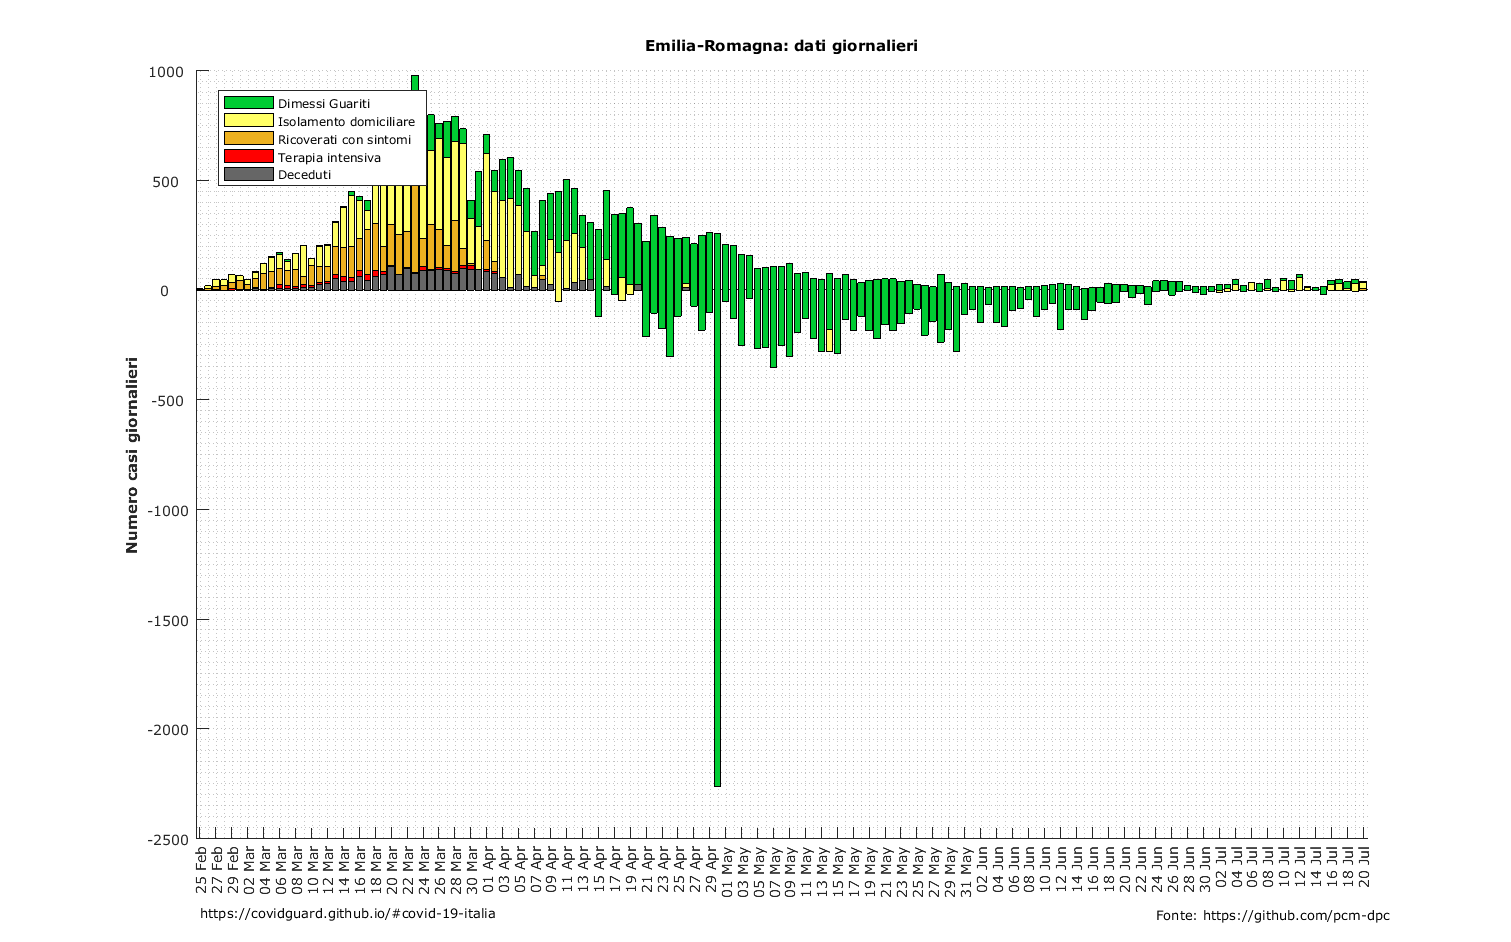 Emilia-Romagna: dati giornalieri
1000
500
0
-500
-1000
-1500
-2000
-2500
Numero casi giornalieri
Dimessi Guariti
Isolamento domiciliare
Ricoverati con sintomi
Terapia intensiva
Deceduti
25 Feb
27 Feb
29 Feb
02 Mar
04 Mar
06 Mar
08 Mar
10 Mar
12 Mar
14 Mar
16 Mar
18 Mar
20 Mar
22 Mar
24 Mar
26 Mar
28 Mar
30 Mar
01 Apr
03 Apr
05 Apr
07 Apr
09 Apr
11 Apr
13 Apr
15 Apr
17 Apr
19 Apr
21 Apr
23 Apr
25 Apr
27 Apr
29 Apr
01 May
03 May
05 May
07 May
09 May
11 May
13 May
15 May
17 May
19 May
21 May
23 May
25 May
27 May
29 May
31 May
02 Jun
04 Jun
06 Jun
08 Jun
10 Jun
12 Jun
14 Jun
16 Jun
18 Jun
20 Jun
22 Jun
24 Jun
26 Jun
28 Jun
30 Jun
02 Jul
04 Jul
06 Jul
08 Jul
10 Jul
12 Jul
14 Jul
16 Jul
18 Jul
20 Jul
https://covidguard.github.io/#covid-19-italia
Fonte: https://github.com/pcm-dpc